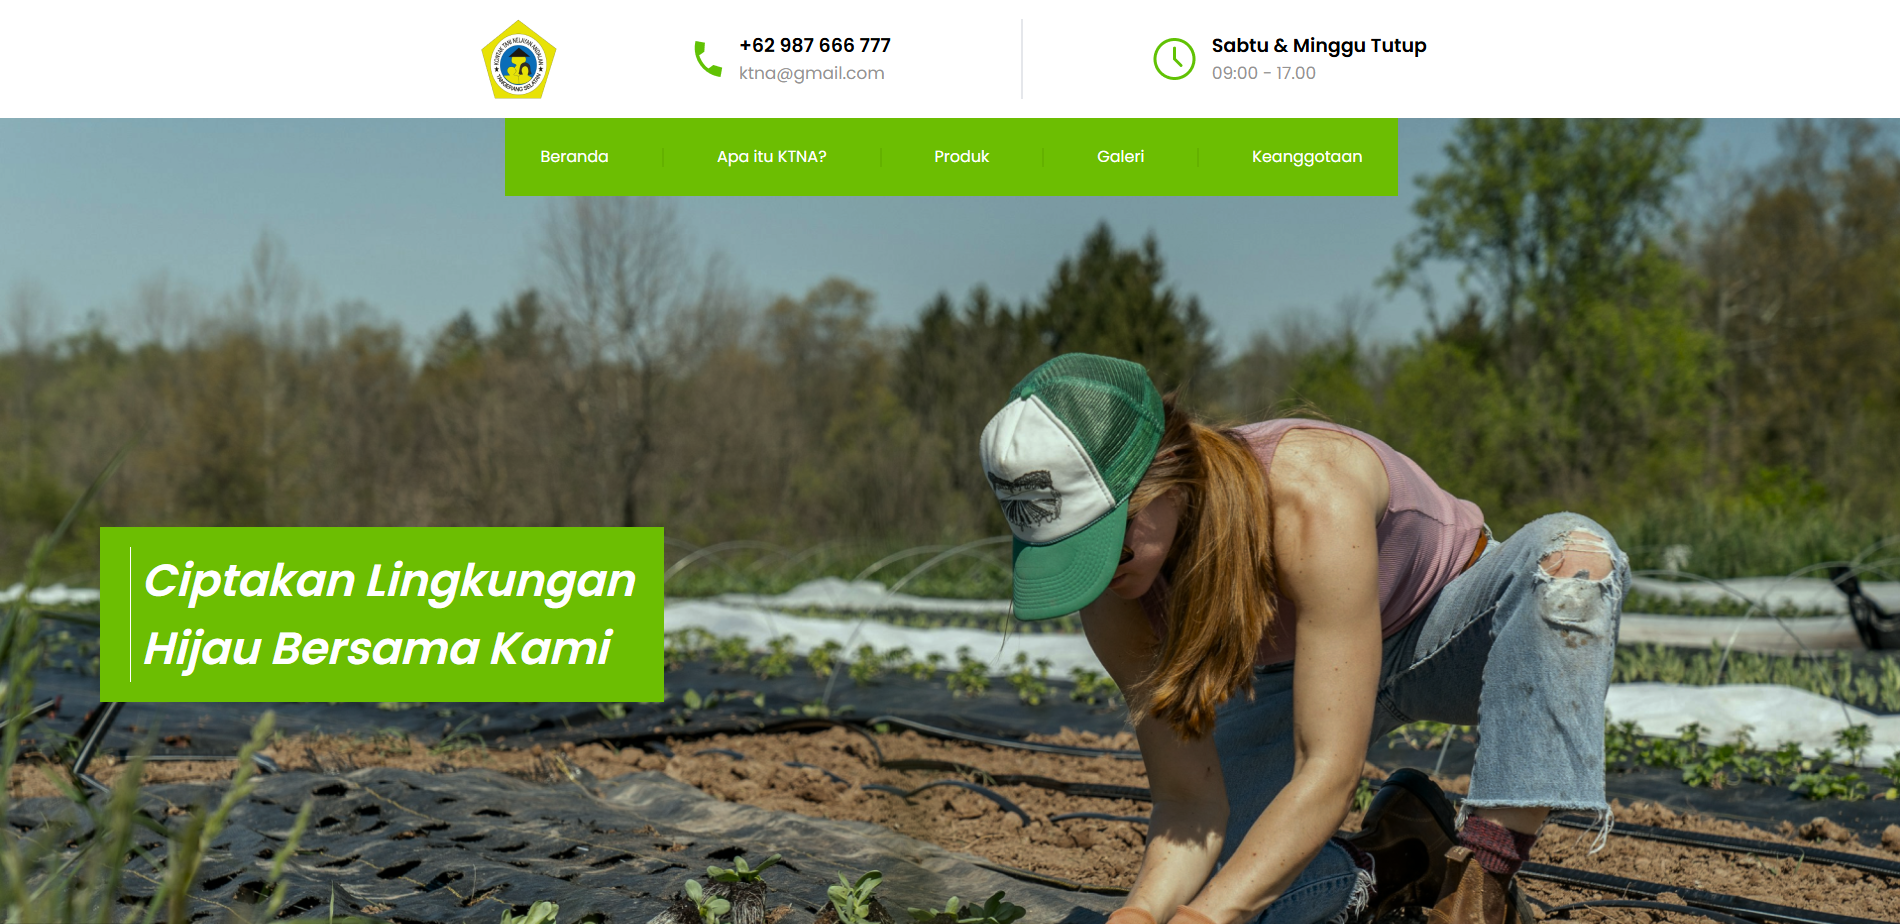 KONTAK TANI NELAYAN ANDALAN
TANGERANG SELATAN
+62 987 666 777
ktna@gmail.com
Sabtu & Minggu Tutup
09:00 - 17.00
Beranda
Apa itu KTNA?
Produk
Galeri
Keanggotaan
Ciptakan Lingkungan
Hijau Bersama Kami